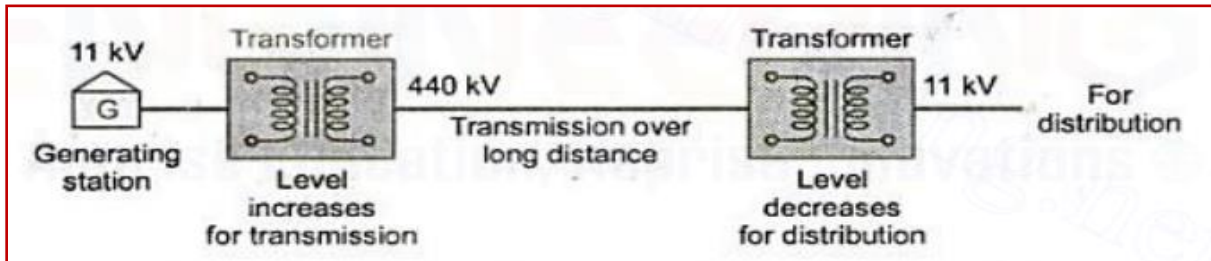 11 kV
G
Generating
station
Transformer
Level
increases
for transmission
440 kV
Transmission over
long distance
Transformer
Level
decreases
for distribution
11 kV
For
distribution